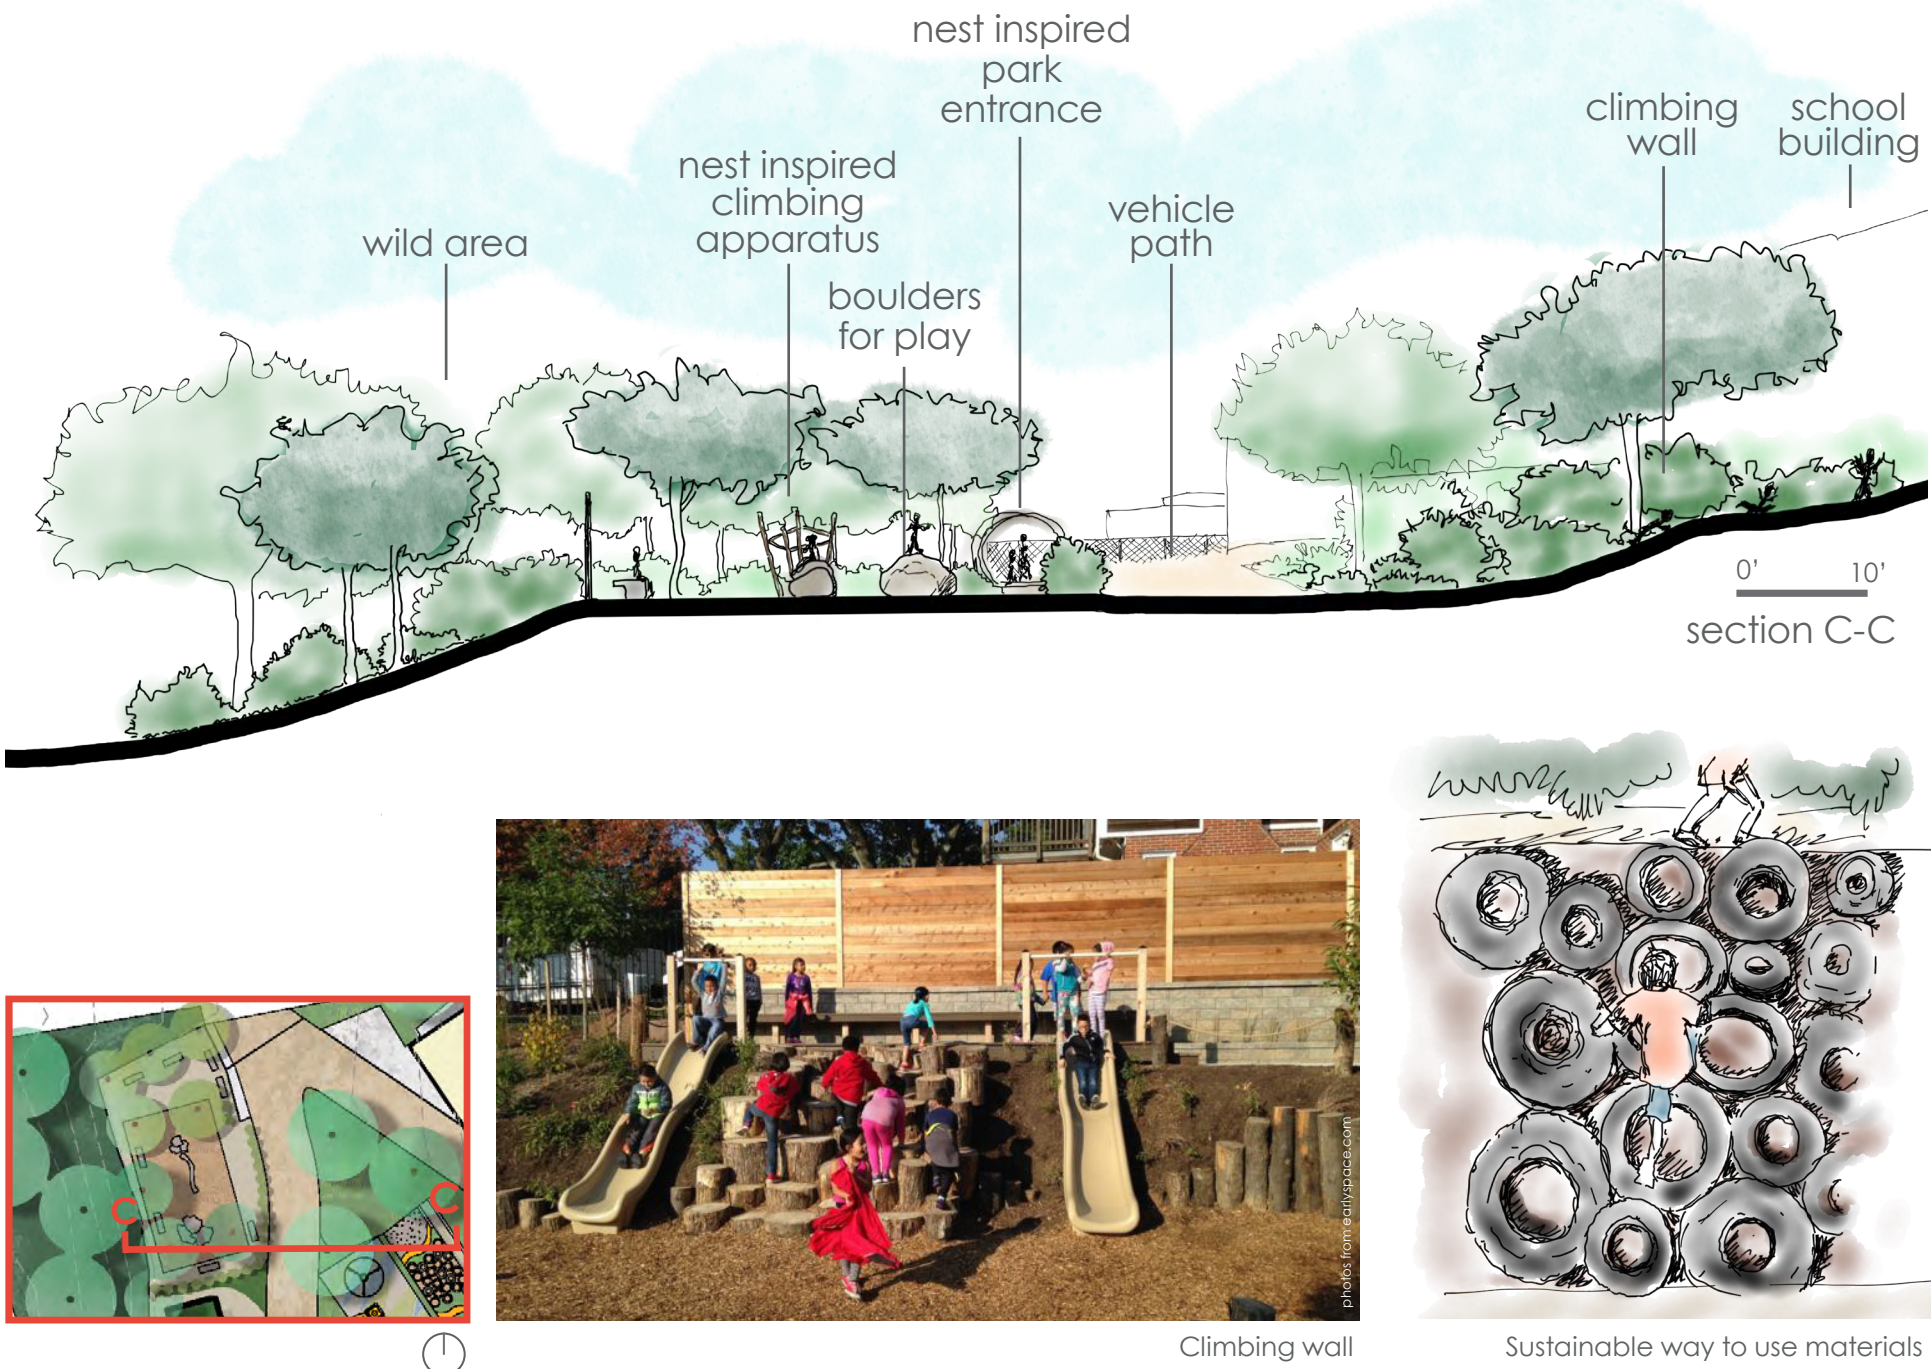 nest inspired
park
entrance
climbing
wall
school
building
nest inspired
climbing
apparatus
vehicle
path
wild area
boulders
for play
0’
10’
section C-C
C
C
photos from earlyspace.com
Climbing wall
Sustainable way to use materials